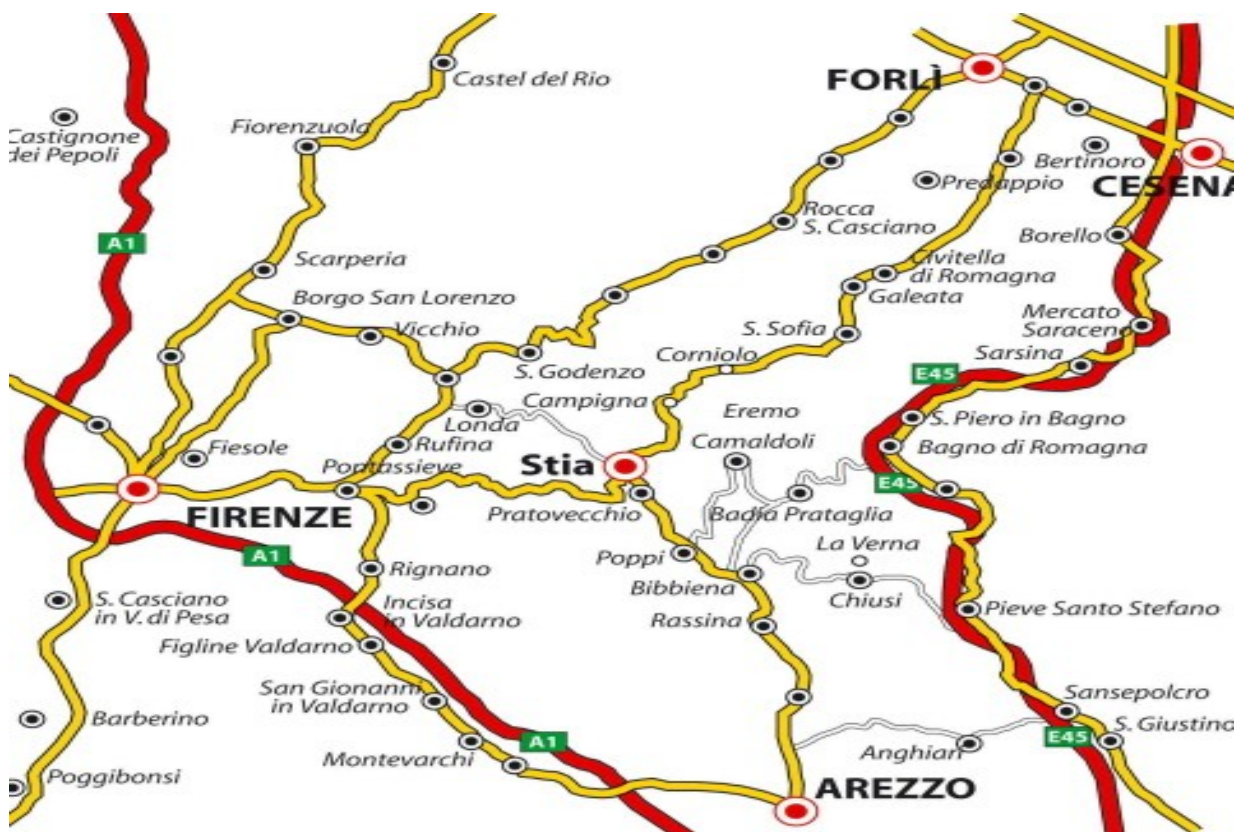 Castel del Rio
FORLÌ
Castignone
dei Pepoli
Fiorenzuola
Bertinoro
Predappio
CESENA
Rocca
S. Casciano
A1
Borello
Scarperia
Civitella
di Romagna
Galeata
Borgo San Lorenzo
Vicchio
S. Sofia
Mercato
Saraceno
Corniolo
Sarsina
S. Godenzo
E45
Campigna
Eremo
Camaldoli
Londa
S. Piero in Bagno
Fiesole
Rufina
Bagno di Romagna
Pontassieve
Stia
E45
FIRENZE
Pratovecchio
Badia Prataglia
La Verna
A1
Poppi
Rignano
Bibbiena
Chiusi
S. Casciano
in V. di Pesa
Incisa
in Valdarno
Rassina
Pieve Santo Stefano
Figline Valdarno
San Gionanni
in Valdarno
Sansepolcro
Barberino
S. Giustino
A1
E45
Montevarchi
Anghiari
Poggibonsi
AREZZO